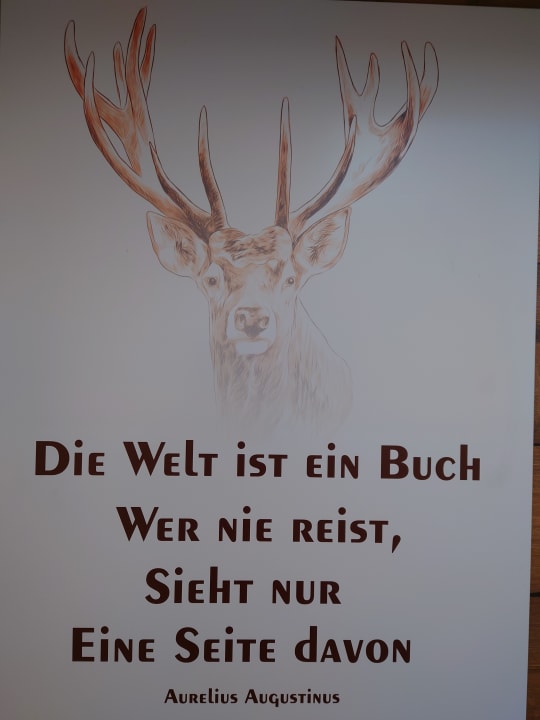 Die Welt ist ein Buch
Wer nie reist,
Sieht nur
Eine Seite davon
Aurelius Augustinus